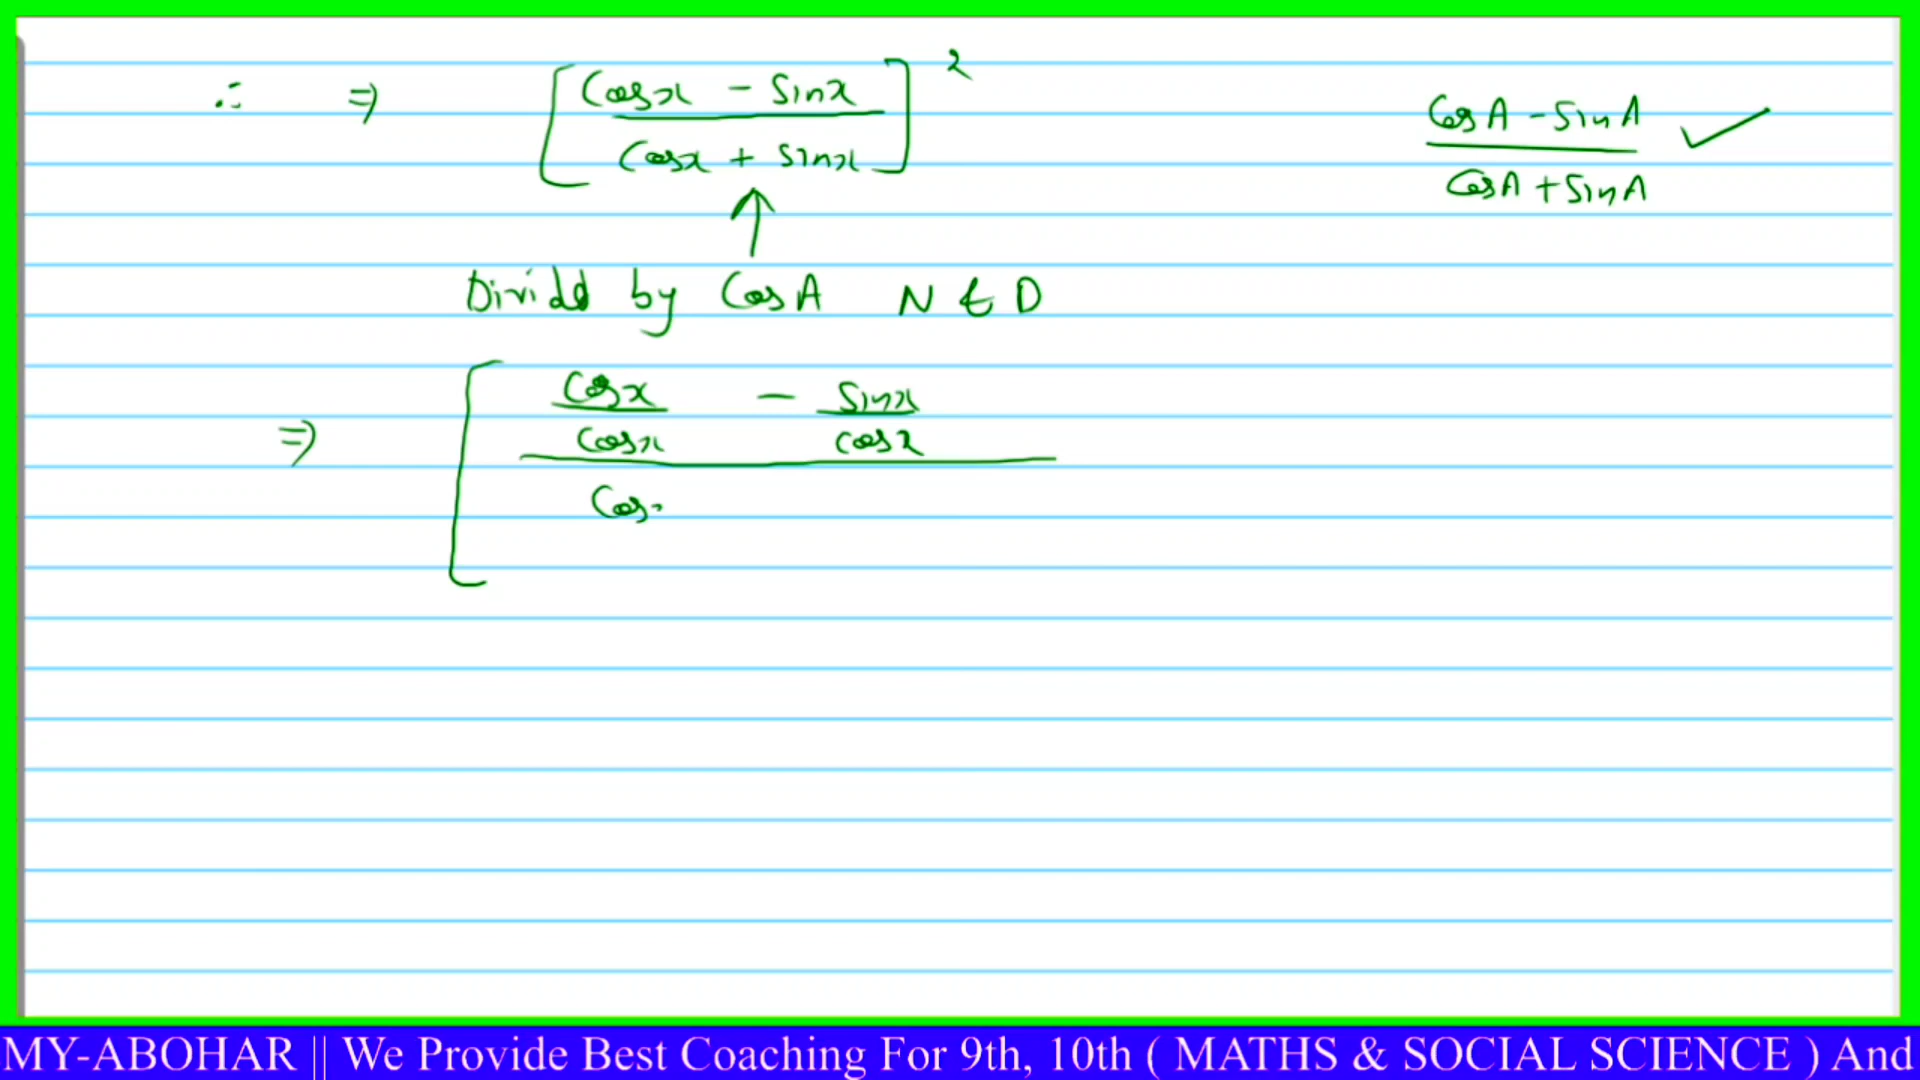 ∴ ⇒ [ Cosx - Sinx / Cosx + Sinx ]²
CosA - SinA / CosA + SinA ✓
Divide by CosA N & D
⇒ [ Cosx / Cosx - Sinx / Cosx
Cos
MY-ABOHAR || We Provide Best Coaching For 9th, 10th ( MATHS & SOCIAL SCIENCE ) And